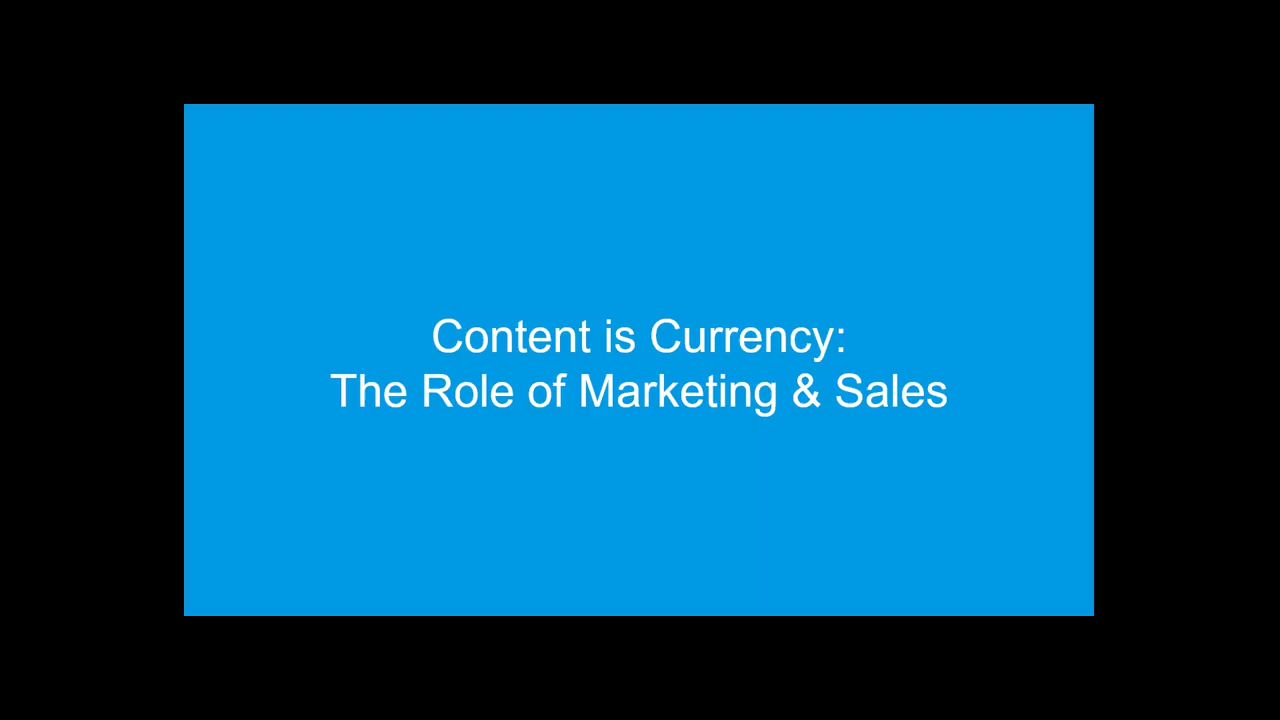 Content is Currency:
The Role of Marketing & Sales